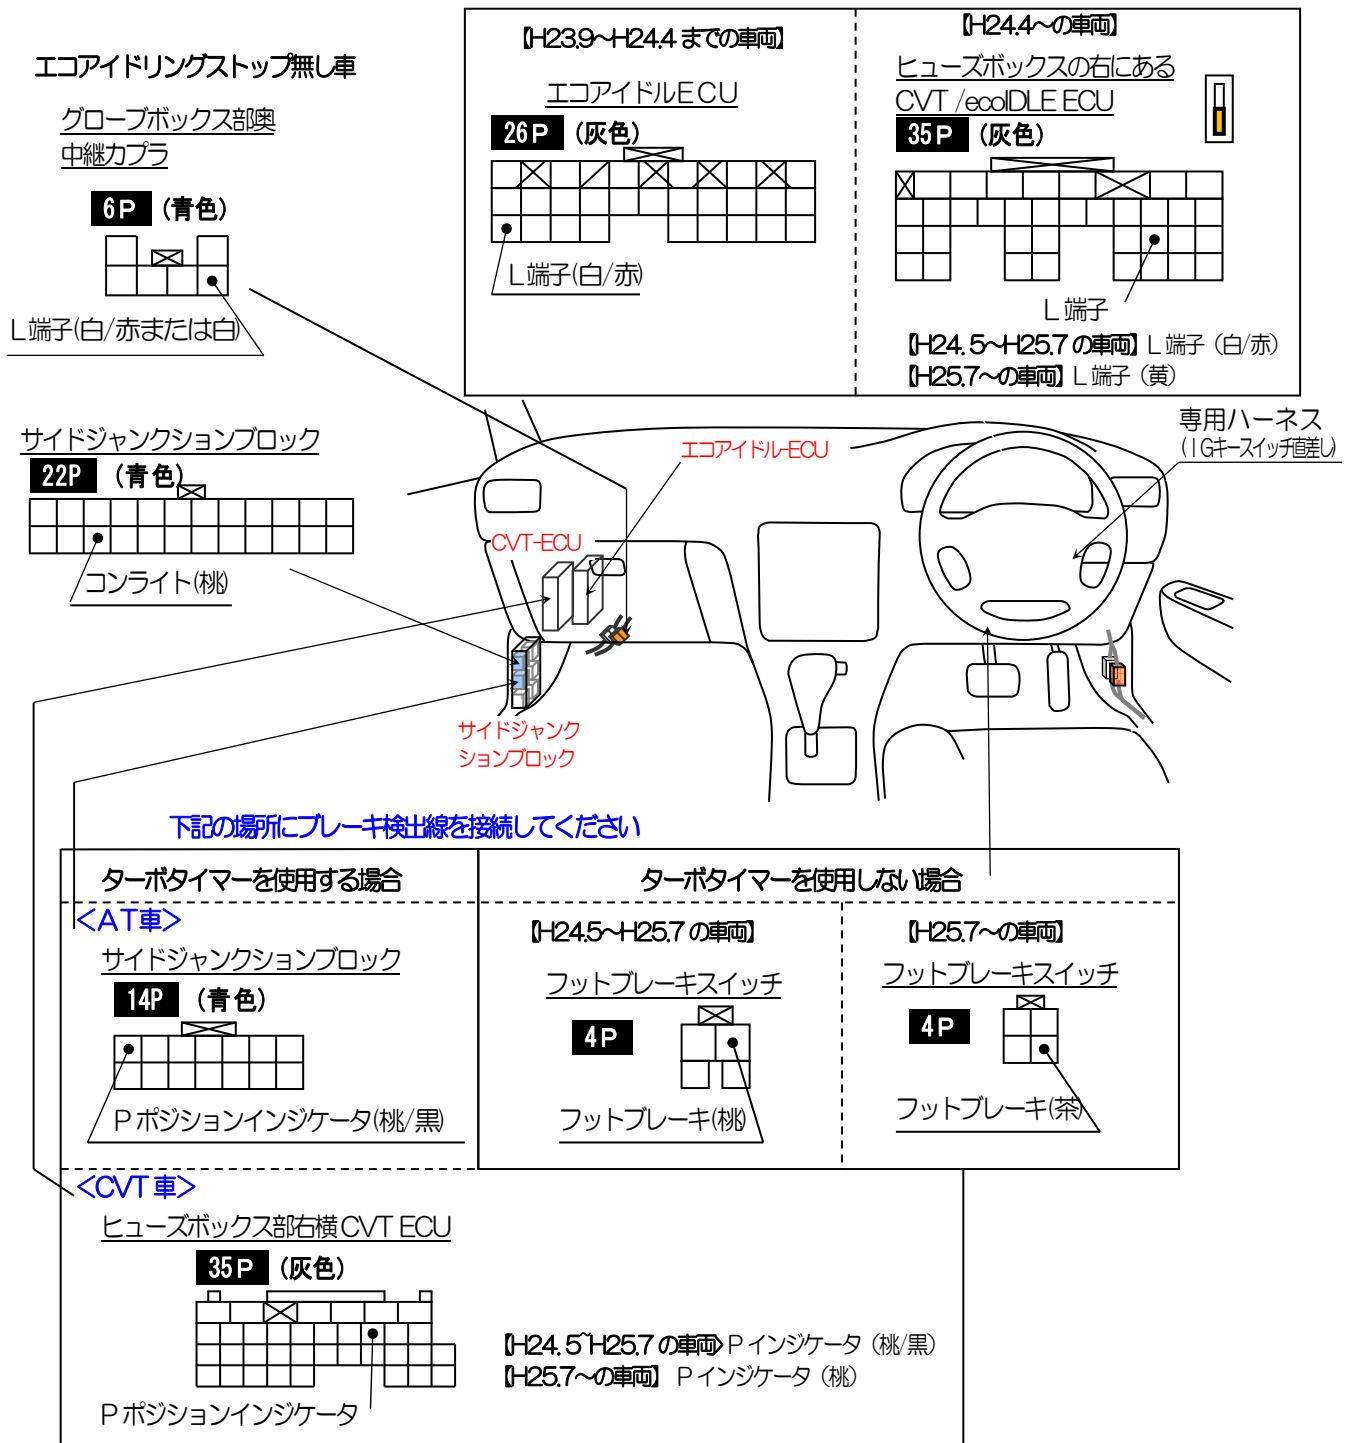 エコアイドリングストップ無し車
グローブボックス部奥
中継カプラ
6P (青色)
L端子(白/赤または白)
【H23.9～H24.4 までの車両】
エコアイドルECU
26P (灰色)
L端子(白/赤)
【H24.4～の車両】
ヒューズボックスの右にある
CVT /ecoIDLE ECU
35P (灰色)
L端子
【H24.5～H25.7の車両】L端子 (白/赤)
【H25.7～の車両】L端子 (黄)
サイドジャンクションブロック
22P (青色)
コンライト(桃)
エコアイドル-ECU
CVT-ECU
専用ハーネス
(IGキースイッチ直差し)
サイドジャンク
ションブロック
下記の場所にブレーキ検出線を接続してください
ターボタイマーを使用する場合
ターボタイマーを使用しない場合
<AT車>
サイドジャンクションブロック
14P (青色)
Pポジションインジケータ(桃/黒)
【H24.5～H25.7の車両】
フットブレーキスイッチ
4P
フットブレーキ(桃)
【H25.7～の車両】
フットブレーキスイッチ
4P
フットブレーキ(茶)
<CVT車>
ヒューズボックス部右横CVT ECU
35P (灰色)
Pポジションインジケータ
【H24.5~H25.7の車両>Pインジケータ (桃/黒)
【H25.7～の車両】 Pインジケータ (桃)